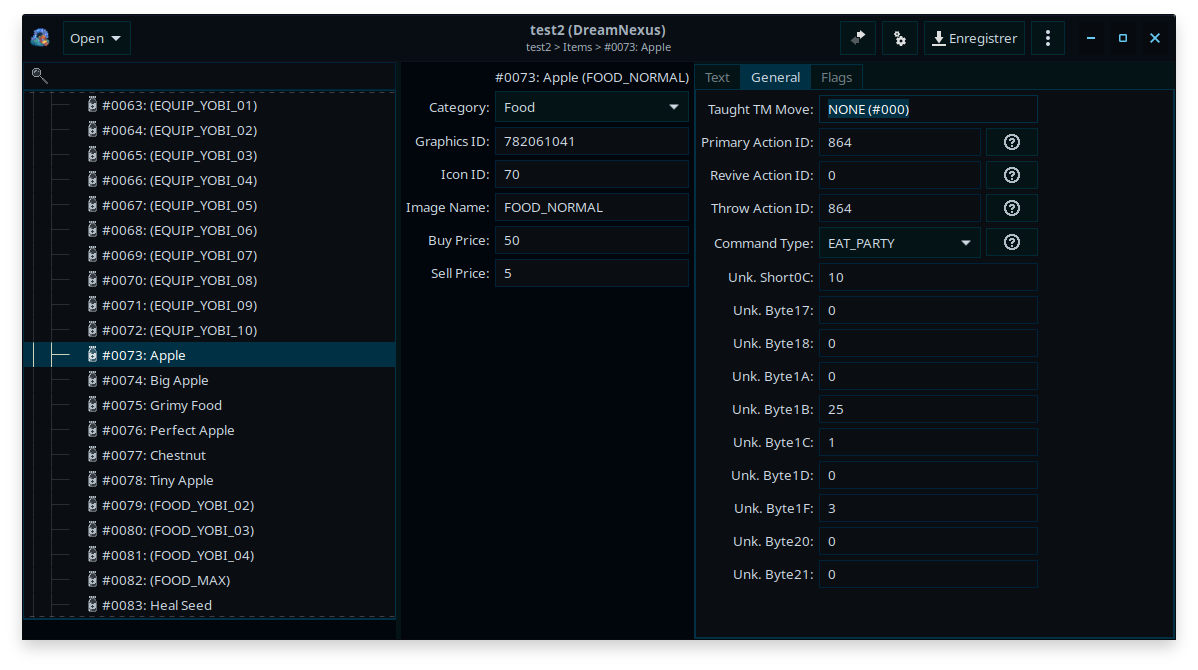 Open
test2 (DreamNexus)
test2 > Items > #0073: Apple
Enregistrer
#0063: (EQUIP_YOBI_01)
#0064: (EQUIP_YOBI_02)
#0065: (EQUIP_YOBI_03)
#0066: (EQUIP_YOBI_04)
#0067: (EQUIP_YOBI_05)
#0068: (EQUIP_YOBI_06)
#0069: (EQUIP_YOBI_07)
#0070: (EQUIP_YOBI_08)
#0071: (EQUIP_YOBI_09)
#0072: (EQUIP_YOBI_10)
#0073: Apple
#0074: Big Apple
#0075: Grimy Food
#0076: Perfect Apple
#0077: Chestnut
#0078: Tiny Apple
#0079: (FOOD_YOBI_02)
#0080: (FOOD_YOBI_03)
#0081: (FOOD_YOBI_04)
#0082: (FOOD_MAX)
#0083: Heal Seed
#0073: Apple (FOOD_NORMAL)
Category: Food
Graphics ID: 782061041
Icon ID: 70
Image Name: FOOD_NORMAL
Buy Price: 50
Sell Price: 5
Text General Flags
Taught TM Move: NONE (#000)
Primary Action ID: 864
Revive Action ID: 0
Throw Action ID: 864
Command Type: EAT_PARTY
Unk. Short0C: 10
Unk. Byte17: 0
Unk. Byte18: 0
Unk. Byte1A: 0
Unk. Byte1B: 25
Unk. Byte1C: 1
Unk. Byte1D: 0
Unk. Byte1F: 3
Unk. Byte20: 0
Unk. Byte21: 0